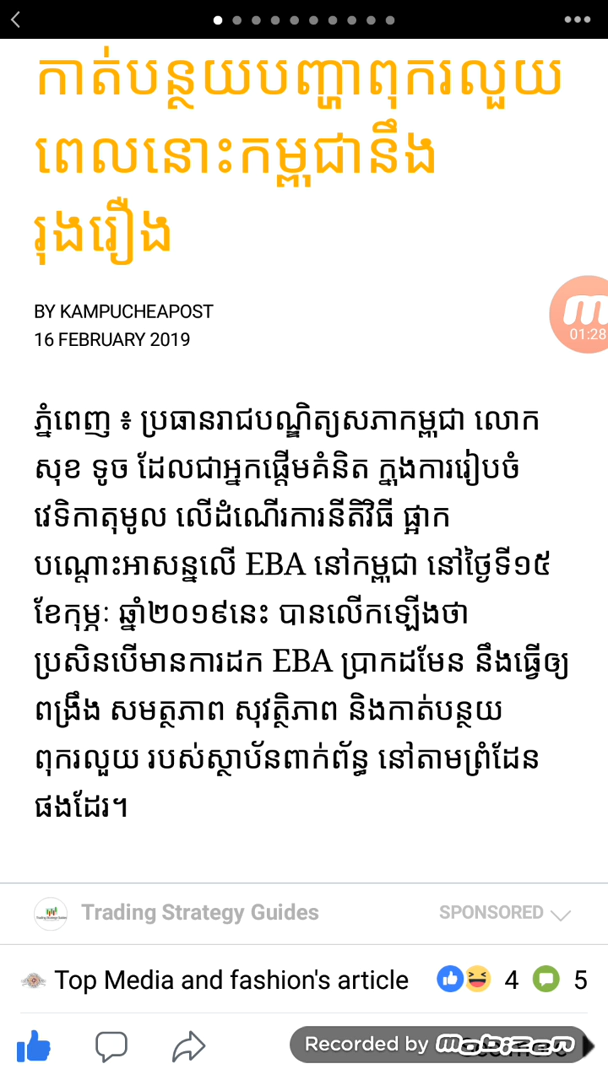 កាត់បន្ថយបញ្ហាពុករលួយ
ពេលនោះកម្ពុជានឹង
រុងរឿង
BY KAMPUCHEAPOST
16 FEBRUARY 2019
01:28
ភ្នំពេញ ៖ ប្រធានរាជបណ្ឌិត្យសភាកម្ពុជា លោក
សុខ ទូច ដែលជាអ្នកផ្តើមគំនិត ក្នុងការរៀបចំ
វេទិកាតុមូល លើដំណើរការនីតិវិធី ផ្អាក
បណ្តោះអាសន្នលើ EBA នៅកម្ពុជា នៅថ្ងៃទី១៥
ខែកុម្ភៈ ឆ្នាំ២០១៩នេះ បានលើកឡើងថា
ប្រសិនបើមានការដក EBA ប្រាកដមែន នឹងធ្វើឲ្យ
ពង្រឹង សមត្ថភាព សុវត្ថិភាព និងកាត់បន្ថយ
ពុករលួយ របស់ស្ថាប័នពាក់ព័ន្ធ នៅតាមព្រំដែន
ផងដែរ។
Trading Strategy Guides SPONSORED
Top Media and fashion's article 4 5
Recorded by mobizen